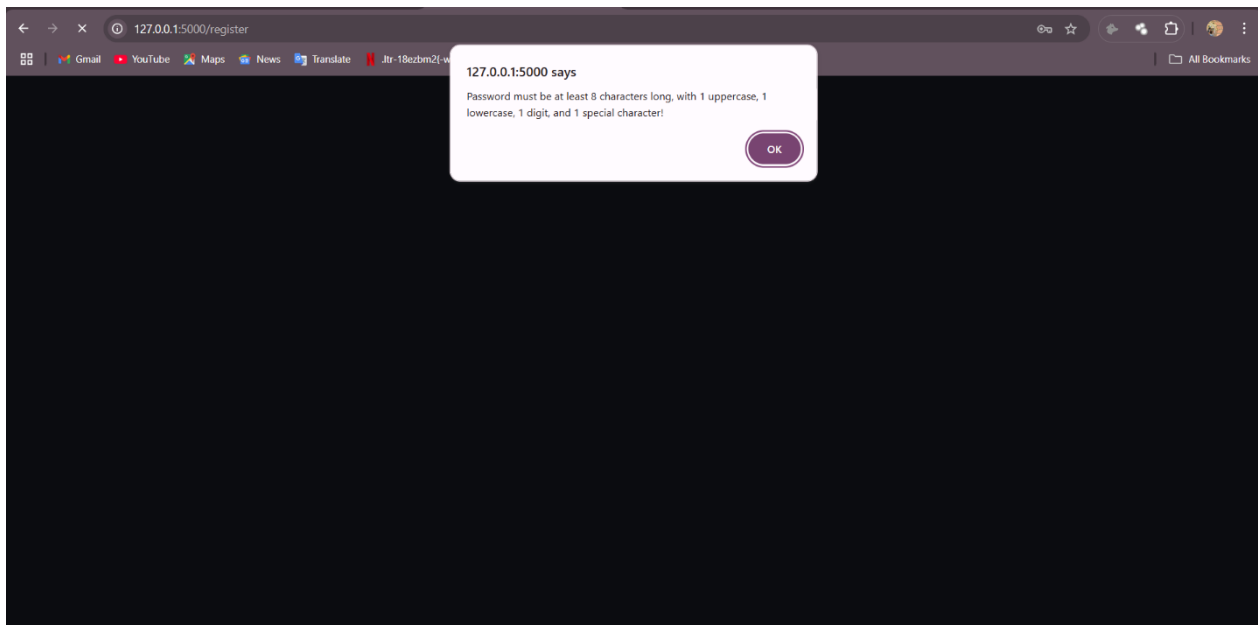 127.0.0.1:5000/register
Gmail YouTube Maps News Translate Jtr-18ezbm2(-w All Bookmarks
127.0.0.1:5000 says
Password must be at least 8 characters long, with 1 uppercase, 1
lowercase, 1 digit, and 1 special character!
OK